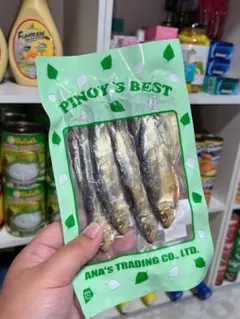 PINOY'S BEST
ANA'S TRADING CO., LTD.